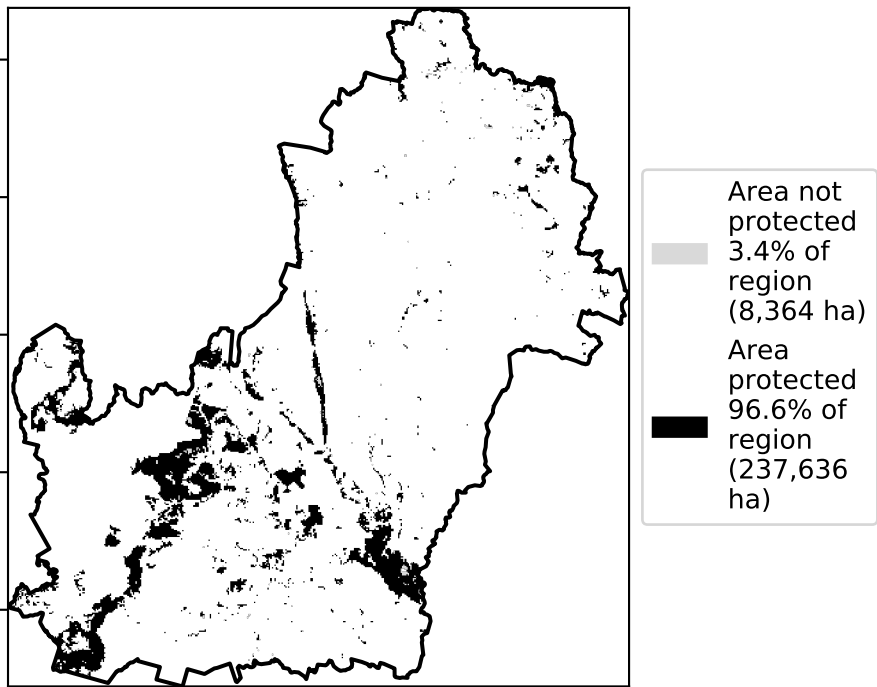 Area not
protected
3.4% of
region
(8,364 ha)
Area
protected
96.6% of
region
(237,636
ha)